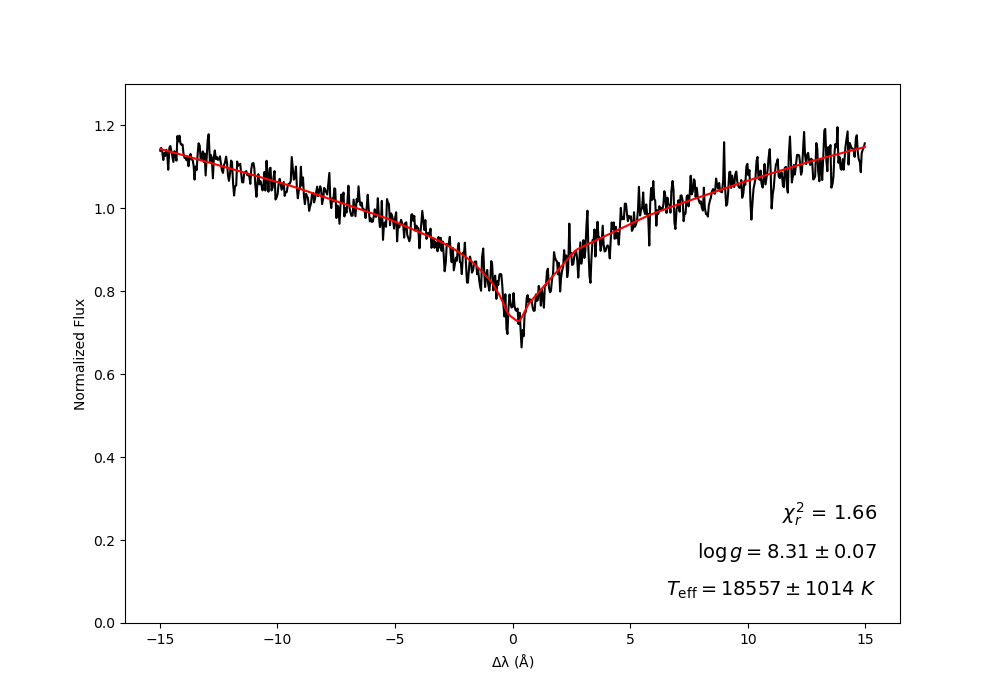 1.2
1.0
0.8
0.6
0.4
0.2
0.0
Normalized Flux
χ²ᵣ = 1.66
log g = 8.31 ± 0.07
T_eff = 18557 ± 1014 K
−15 −10 −5 0 5 10 15
Δλ (Å)